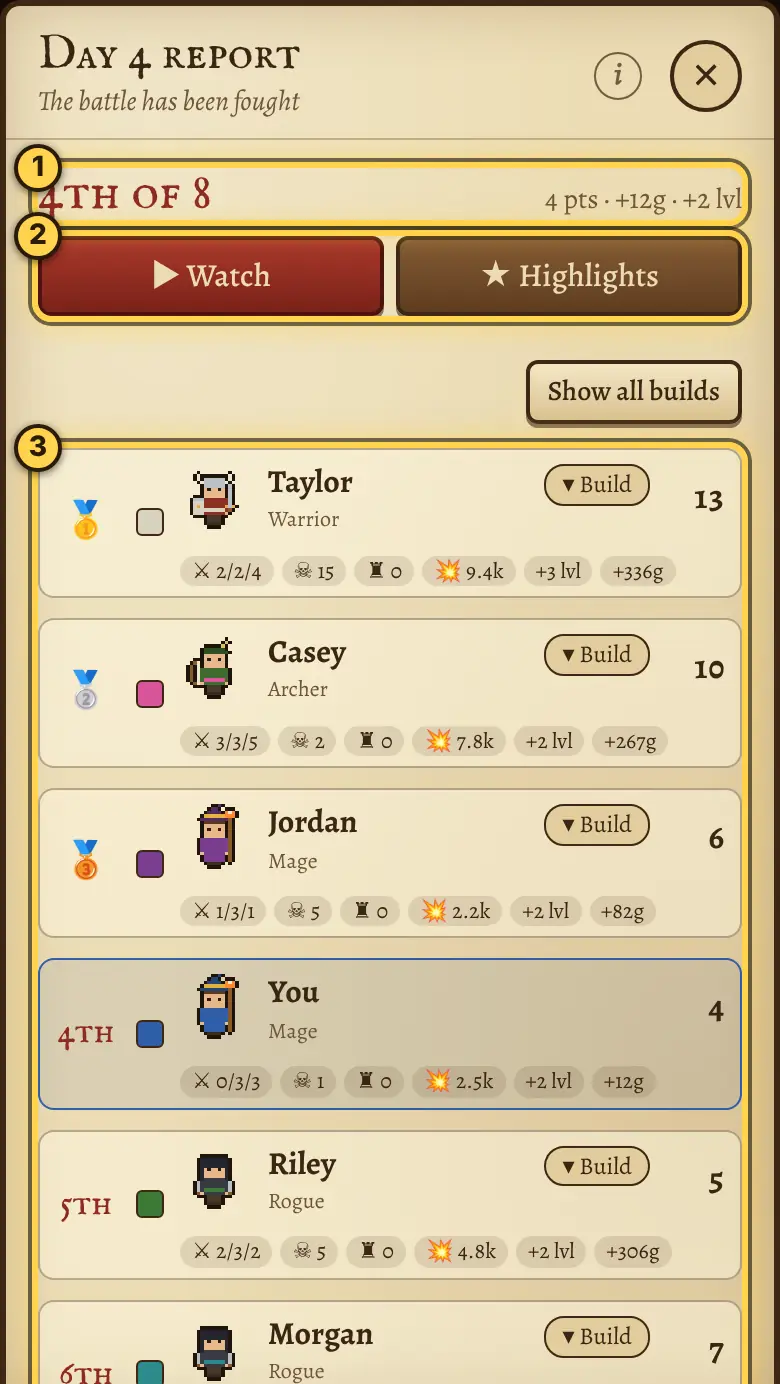 Day 4 report
The battle has been fought
i
×
1
4th of 8
4 pts · +12g · +2 lvl
2
▶ Watch
★ Highlights
Show all builds
3
1
Taylor
▼ Build
13
Warrior
⚔ 2/2/4 ☠ 15 ♜ 0 💥 9.4k +3 lvl +336g
2
Casey
▼ Build
10
Archer
⚔ 3/3/5 ☠ 2 ♜ 0 💥 7.8k +2 lvl +267g
3
Jordan
▼ Build
6
Mage
⚔ 1/3/1 ☠ 5 ♜ 0 💥 2.2k +2 lvl +82g
4th
You
4
Mage
⚔ 0/3/3 ☠ 1 ♜ 0 💥 2.5k +2 lvl +12g
5th
Riley
▼ Build
5
Rogue
⚔ 2/3/2 ☠ 5 ♜ 0 💥 4.8k +2 lvl +306g
6th
Morgan
▼ Build
7
Rogue